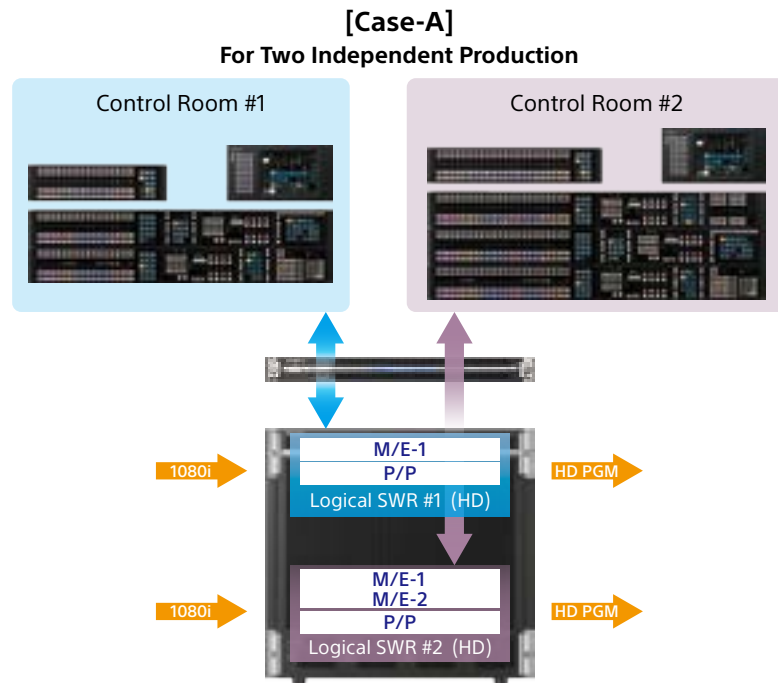 [Case-A]
For Two Independent Production
Control Room #1
Control Room #2
M/E-1
P/P
Logical SWR #1 (HD)
1080i
HD PGM
M/E-1
M/E-2
P/P
Logical SWR #2 (HD)
1080i
HD PGM